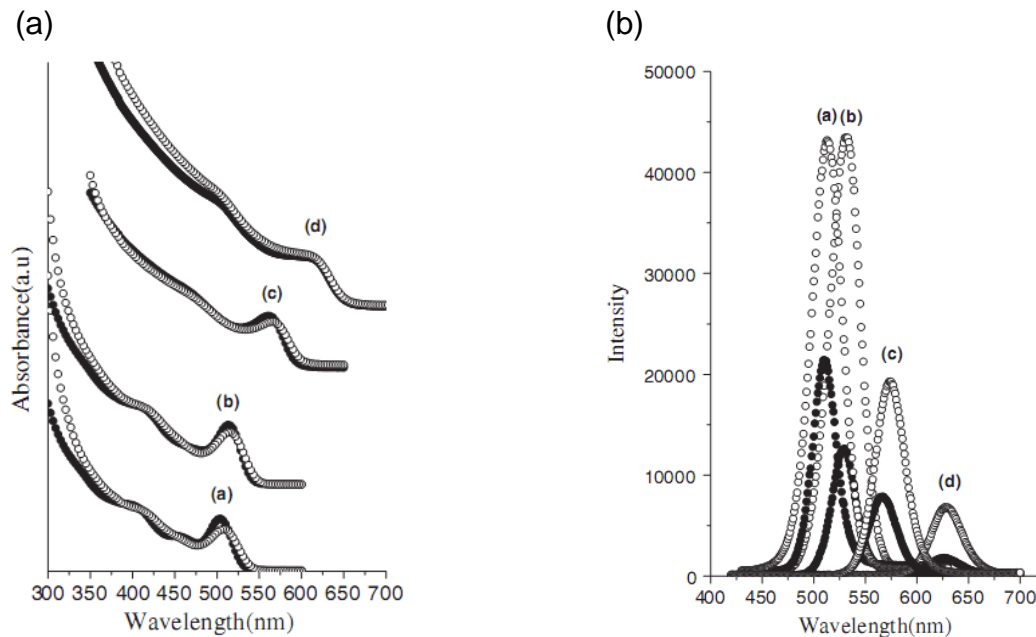 (a)
(b)
Absorbance(a.u)
(d)
(c)
(b)
(a)
300 350 400 450 500 550 600 650 700
Wavelength(nm)
50000
40000
30000
20000
10000
0
Intensity
(a) (b)
(c)
(d)
400 450 500 550 600 650 700
Wavelength(nm)